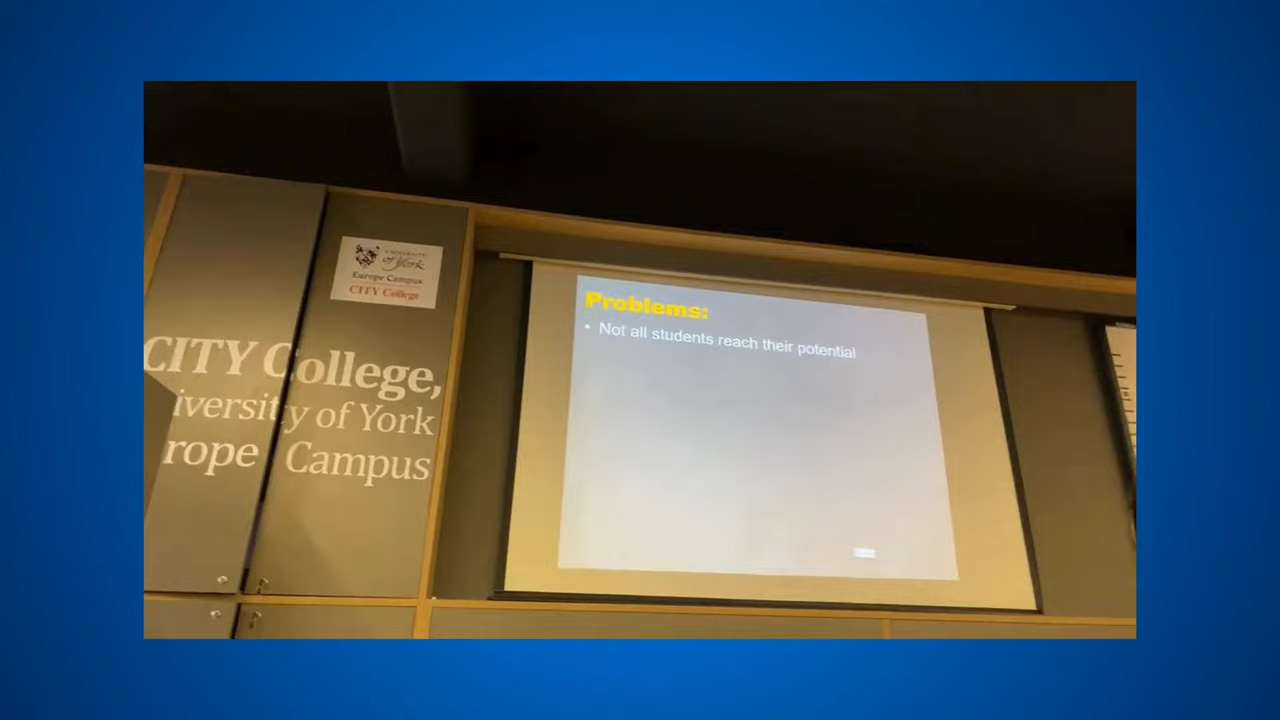 UNIVERSITY
of York
Europe Campus
CITY College
CITY College,
iversity of York
rope Campus
Problems:
• Not all students reach their potential